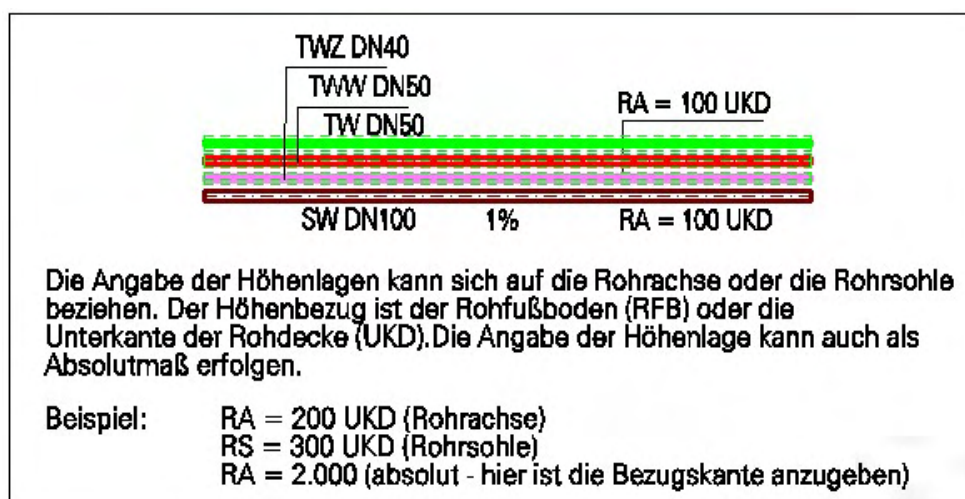 TWZ DN40
TWW DN50
TW DN50
RA = 100 UKD
SW DN100 1% RA = 100 UKD
Die Angabe der Höhenlagen kann sich auf die Rohrachse oder die Rohrsohle
beziehen. Der Höhenbezug ist der Rohfußboden (RFB) oder die
Unterkante der Rohdecke (UKD).Die Angabe der Höhenlage kann auch als
Absolutmaß erfolgen.
Beispiel: RA = 200 UKD (Rohrachse)
RS = 300 UKD (Rohrsohle)
RA = 2.000 (absolut - hier ist die Bezugskante anzugeben)